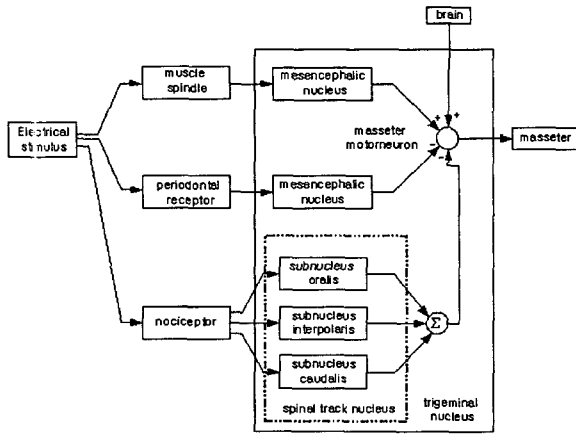 brain
muscle
spindle
mesencephalic
nucleus
+
+
Electrical
stimulus
masseter
motorneuron
-
-
masseter
periodontal
receptor
mesencephalic
nucleus
subnucleus
oralis
nociceptor
subnucleus
interpolaris
Σ
subnucleus
caudalis
spinal track nucleus
trigeminal
nucleus